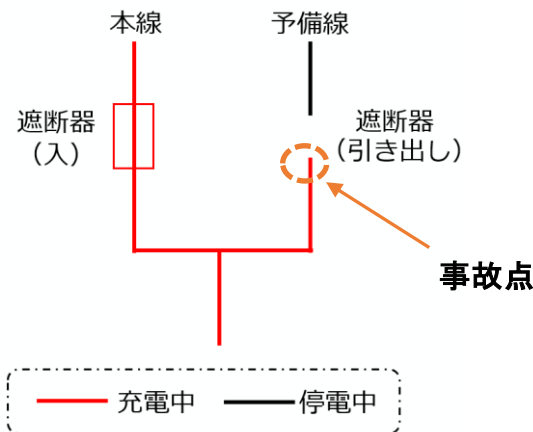 本線
予備線
遮断器
(入)
遮断器
(引き出し)
事故点
充電中
停電中